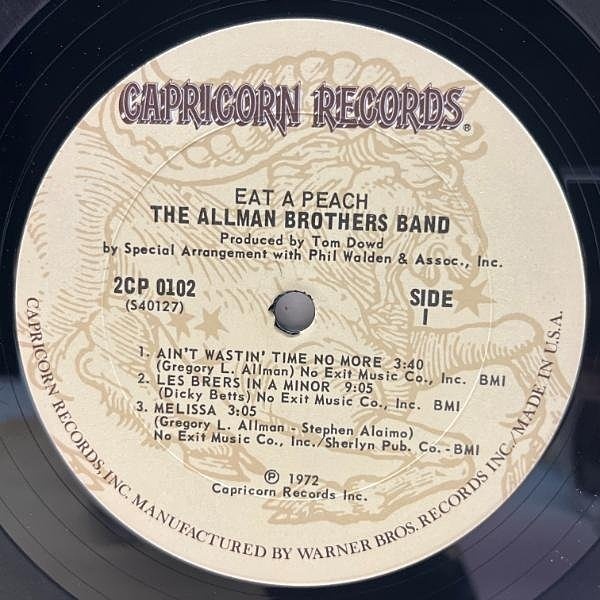 CAPRICORN RECORDS®
EAT A PEACH
THE ALLMAN BROTHERS BAND
Produced by Tom Dowd
by Special Arrangement with Phil Walden & Assoc., Inc.
2CP 0102
(S40127)
SIDE
1
1. AIN'T WASTIN' TIME NO MORE 3:40
(Gregory L. Allman) No Exit Music Co., Inc. BMI
2. LES BRERS IN A MINOR 9:05
(Dicky Betts) No Exit Music Co., Inc. BMI
3. MELISSA 3:05
(Gregory L. Allman - Stephen Alaimo)
No Exit Music Co., Inc./Sherlyn Pub. Co. - BMI
Ⓟ 1972
Capricorn Records Inc.
CAPRICORN RECORDS, INC. MANUFACTURED BY WARNER BROS. RECORDS INC./MADE IN U.S.A.